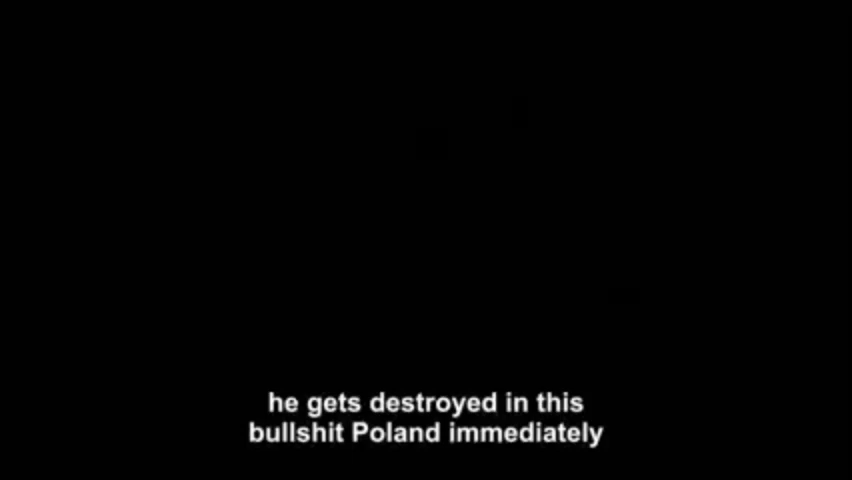 he gets destroyed in this
bullshit Poland immediately